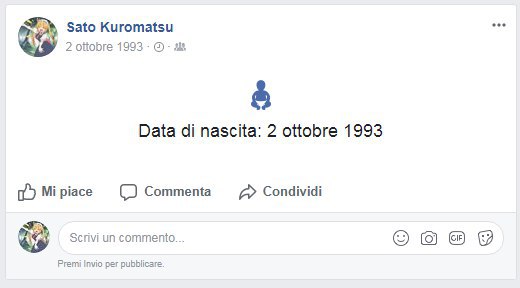 Sato Kuromatsu
2 ottobre 1993 · ·
Data di nascita: 2 ottobre 1993
Mi piace Commenta Condividi
Scrivi un commento... GIF
Premi Invio per pubblicare.